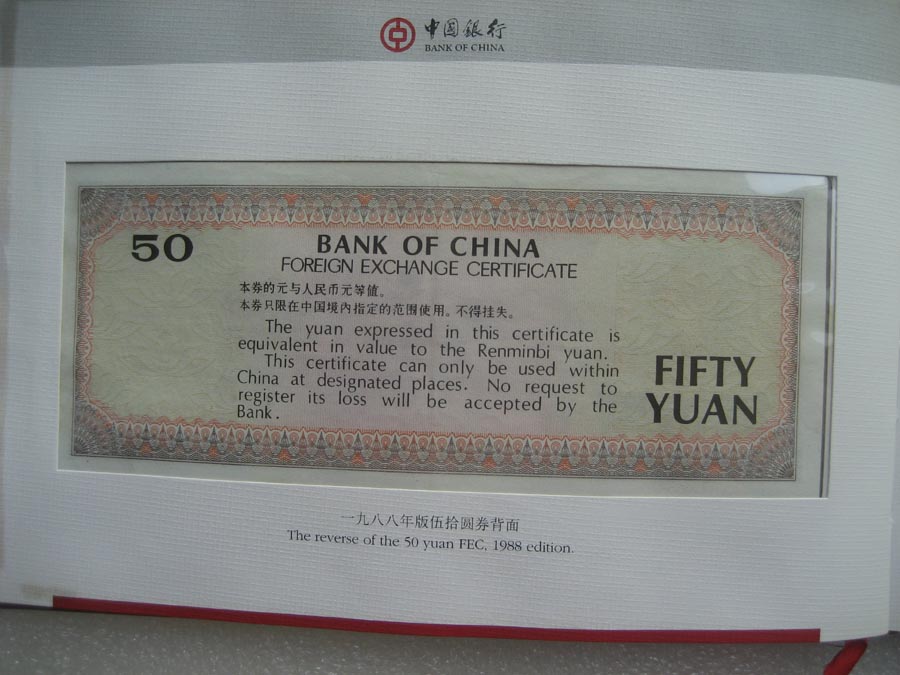 中国银行
BANK OF CHINA
50
BANK OF CHINA
FOREIGN EXCHANGE CERTIFICATE
本券的元与人民币元等值。
本券只限在中国境内指定的范围使用。不得挂失。
The yuan expressed in this certificate is
equivalent in value to the Renminbi yuan.
This certificate can only be used within
China at designated places. No request to
register its loss will be accepted by the
Bank.
FIFTY
YUAN
一九八八年版伍拾圆券背面
The reverse of the 50 yuan FEC, 1988 edition.